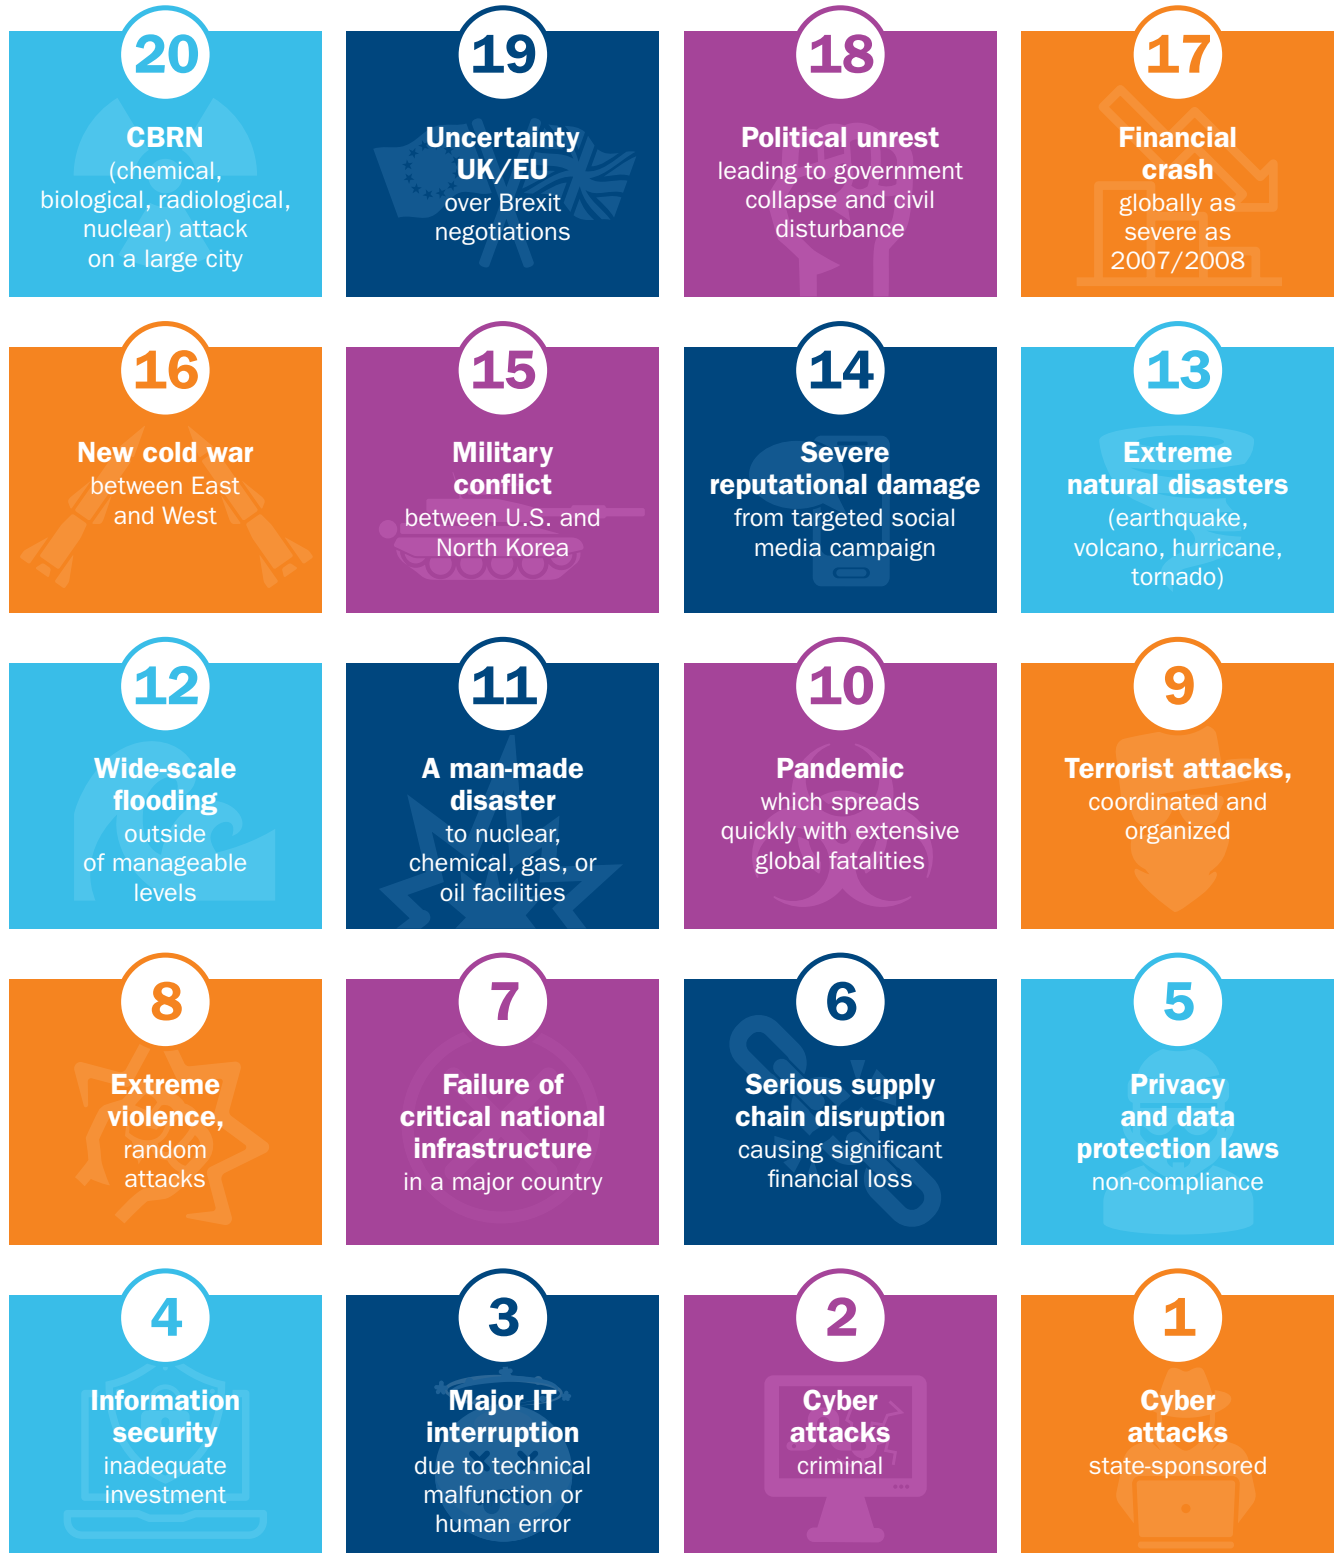 20
CBRN
(chemical,
biological, radiological,
nuclear) attack
on a large city
19
Uncertainty
UK/EU
over Brexit
negotiations
18
Political unrest
leading to government
collapse and civil
disturbance
17
Financial
crash
globally as
severe as
2007/2008
16
New cold war
between East
and West
15
Military
conflict
between U.S. and
North Korea
14
Severe
reputational damage
from targeted social
media campaign
13
Extreme
natural disasters
(earthquake,
volcano, hurricane,
tornado)
12
Wide-scale
flooding
outside
of manageable
levels
11
A man-made
disaster
to nuclear,
chemical, gas, or
oil facilities
10
Pandemic
which spreads
quickly with extensive
global fatalities
9
Terrorist attacks,
coordinated and
organized
8
Extreme
violence,
random
attacks
7
Failure of
critical national
infrastructure
in a major country
6
Serious supply
chain disruption
causing significant
financial loss
5
Privacy
and data
protection laws
non-compliance
4
Information
security
inadequate
investment
3
Major IT
interruption
due to technical
malfunction or
human error
2
Cyber
attacks
criminal
1
Cyber
attacks
state-sponsored